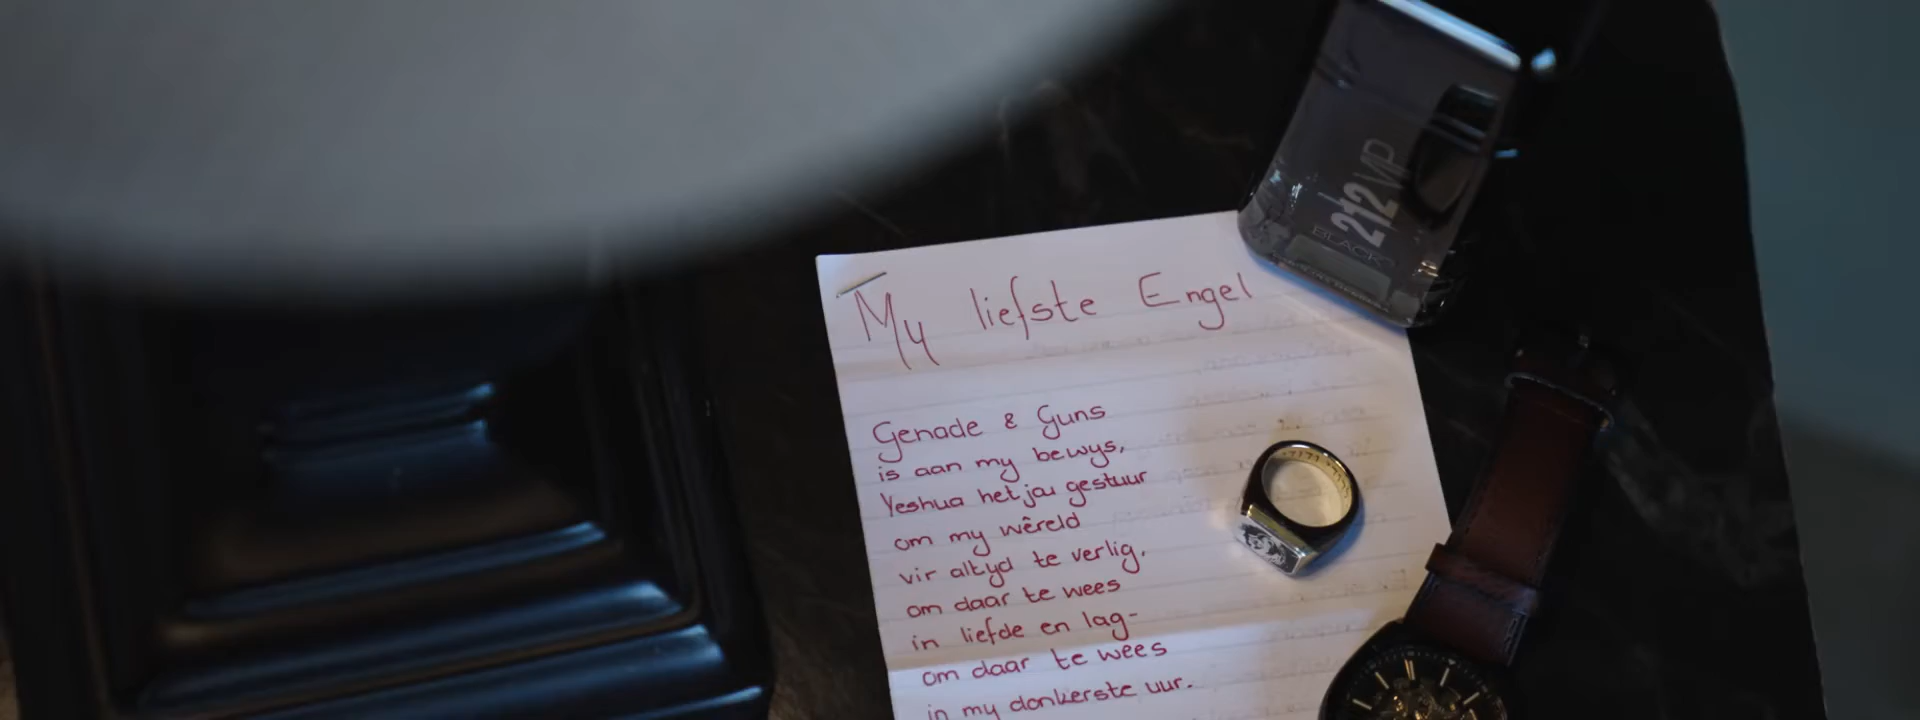 212 VIP
BLACK
My liefste Engel
Genade & Guns
is aan my bewys,
Yeshua het jou gestuur
om my wêreld
vir altyd te verlig,
om daar te wees
in liefde en lag-
om daar te wees
in my donkerste uur.